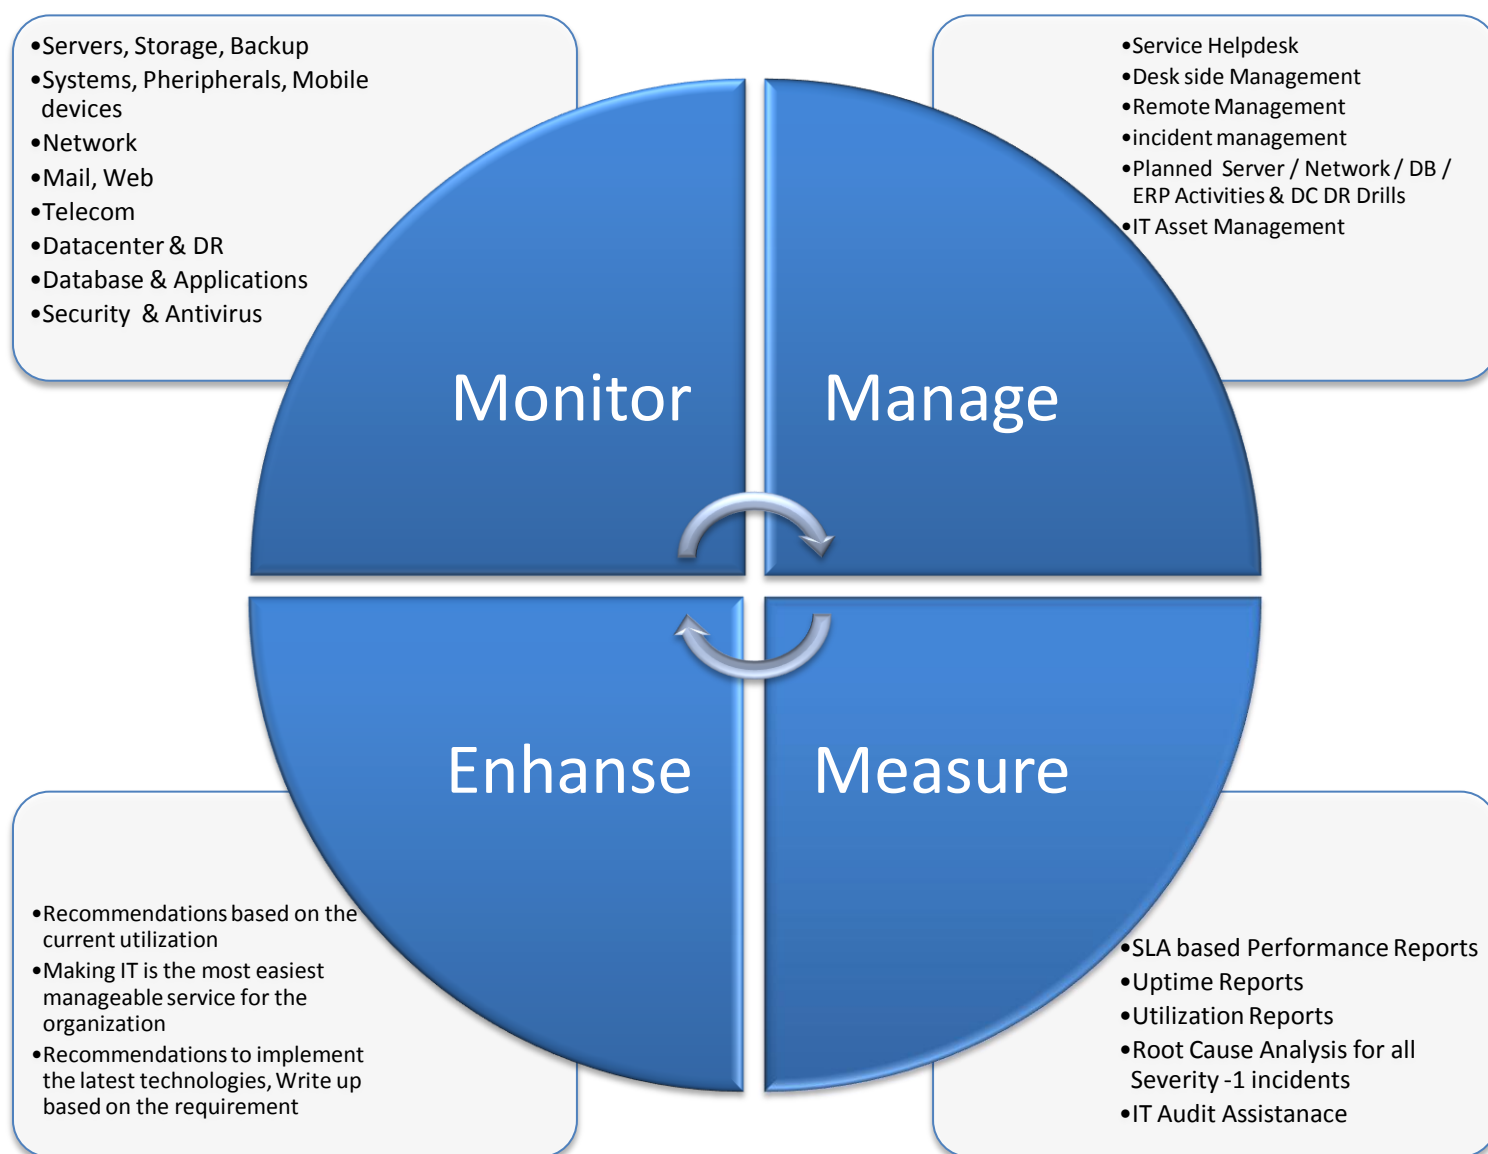 •Servers, Storage, Backup
•Systems, Pheripherals, Mobile
devices
•Network
•Mail, Web
•Telecom
•Datacenter & DR
•Database & Applications
•Security & Antivirus
•Service Helpdesk
•Desk side Management
•Remote Management
•incident management
•Planned Server / Network / DB /
ERP Activities & DC DR Drills
•IT Asset Management
Monitor
Manage
Enhanse
Measure
•Recommendations based on the
current utilization
•Making IT is the most easiest
manageable service for the
organization
•Recommendations to implement
the latest technologies, Write up
based on the requirement
•SLA based Performance Reports
•Uptime Reports
•Utilization Reports
•Root Cause Analysis for all
Severity -1 incidents
•IT Audit Assistanace